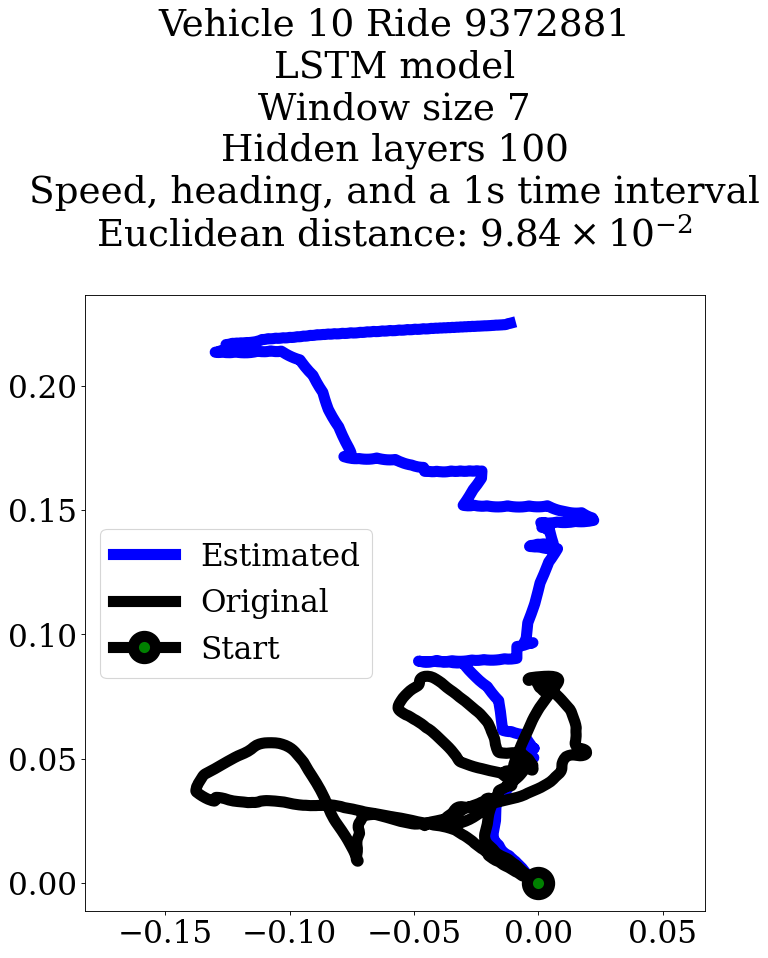 Vehicle 10 Ride 9372881
LSTM model
Window size 7
Hidden layers 100
Speed, heading, and a 1s time interval
Euclidean distance: 9.84 × 10⁻²
0.20
0.15
0.10
0.05
0.00
Estimated
Original
Start
−0.15 −0.10 −0.05 0.00 0.05